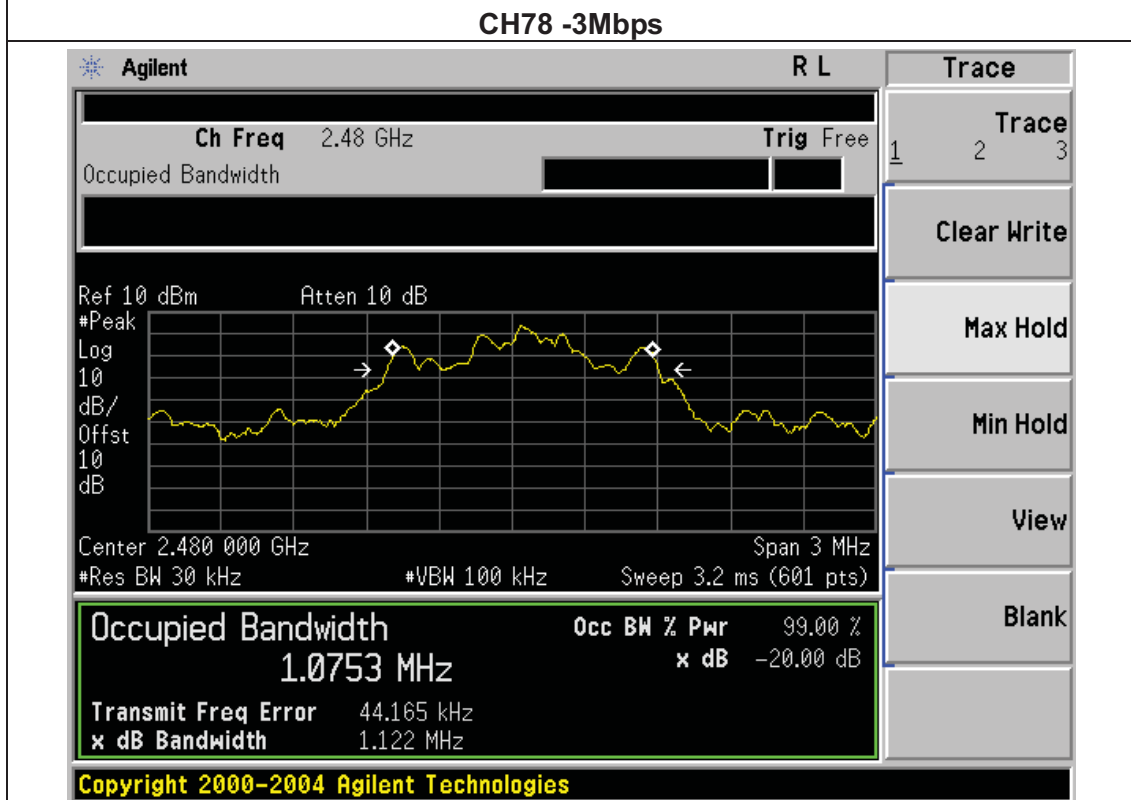 CH78 -3Mbps
Agilent R L Trace
Ch Freq 2.48 GHz Trig Free
Occupied Bandwidth
Trace
1 2 3
Clear Write
Max Hold
Min Hold
View
Blank
Ref 10 dBm Atten 10 dB
#Peak
Log
10
dB/
Offst
10
dB
Center 2.480 000 GHz Span 3 MHz
#Res BW 30 kHz #VBW 100 kHz Sweep 3.2 ms (601 pts)
Occupied Bandwidth Occ BW % Pwr 99.00 %
1.0753 MHz x dB -20.00 dB
Transmit Freq Error 44.165 kHz
x dB Bandwidth 1.122 MHz
Copyright 2000-2004 Agilent Technologies